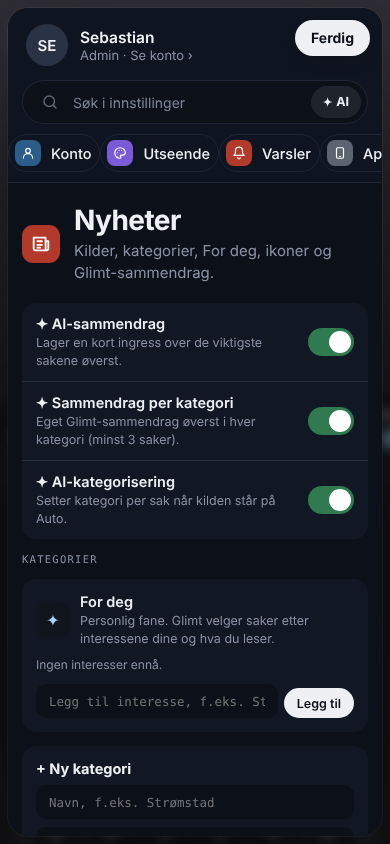 SE
Sebastian
Admin · Se konto ›
Ferdig
Søk i innstillinger
✦ AI
Konto
Utseende
Varsler
Ap
Nyheter
Kilder, kategorier, For deg, ikoner og
Glimt-sammendrag.
✦ AI-sammendrag
Lager en kort ingress over de viktigste
sakene øverst.
✦ Sammendrag per kategori
Eget Glimt-sammendrag øverst i hver
kategori (minst 3 saker).
✦ AI-kategorisering
Setter kategori per sak når kilden står på
Auto.
KATEGORIER
For deg
Personlig fane. Glimt velger saker etter
interessene dine og hva du leser.
Ingen interesser ennå.
Legg til interesse, f.eks. St
Legg til
+ Ny kategori
Navn, f.eks. Strømstad